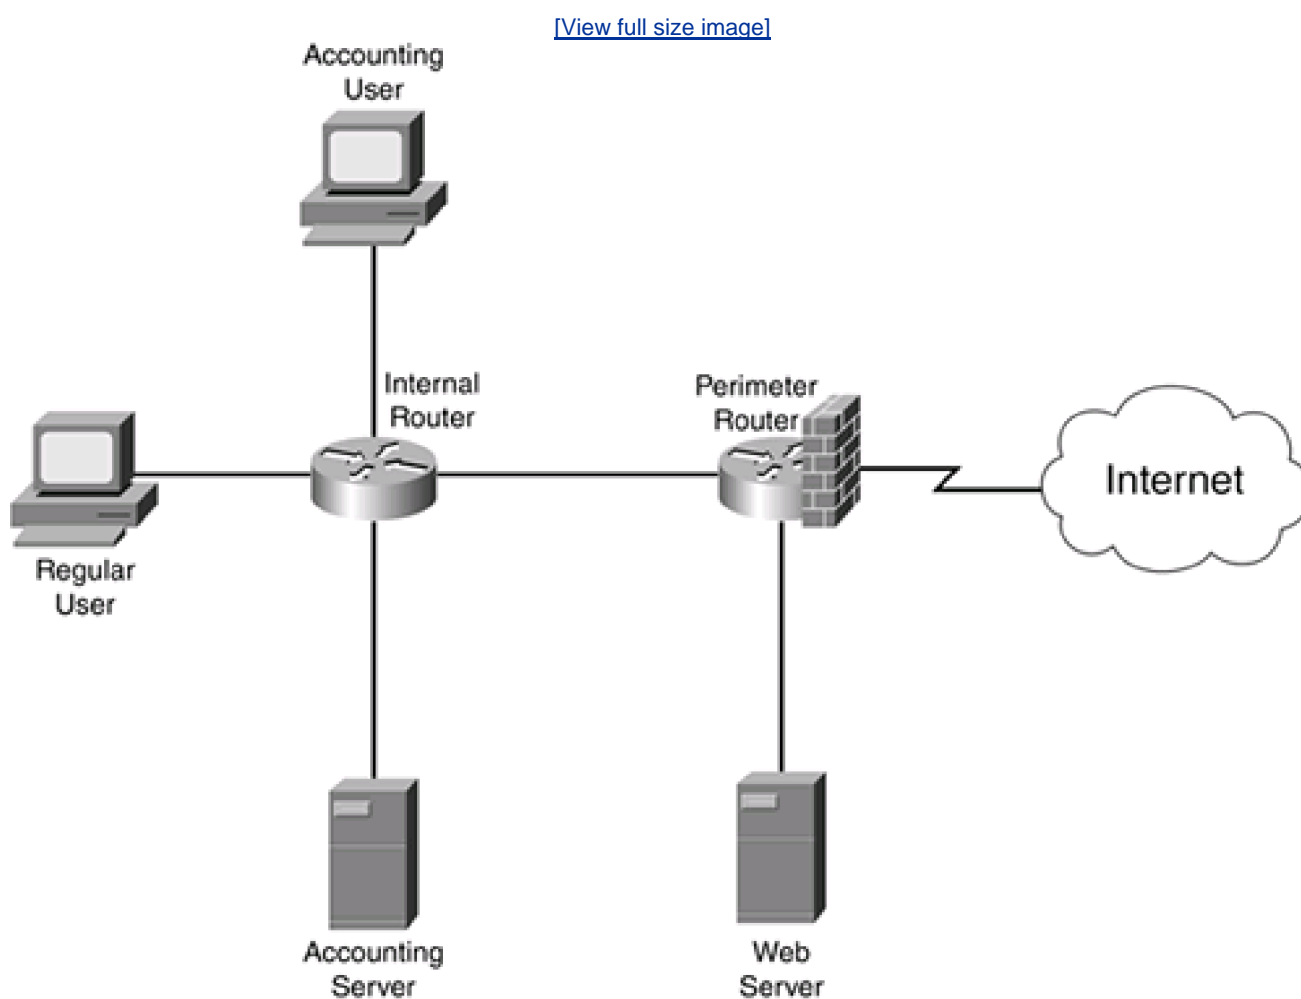 [View full size image]
Accounting
User
Internal
Router
Perimeter
Router
Internet
Regular
User
Accounting
Server
Web
Server